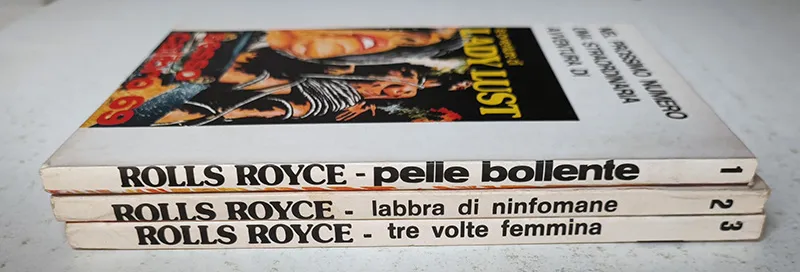 NEL PROSSIMO NUMERO
UNA STRAORDINARIA
AVVENTURA DI
LADY LUST
ROLLS ROYCE - pelle bollente 1
ROLLS ROYCE - labbra di ninfomane 2
ROLLS ROYCE - tre volte femmina 3